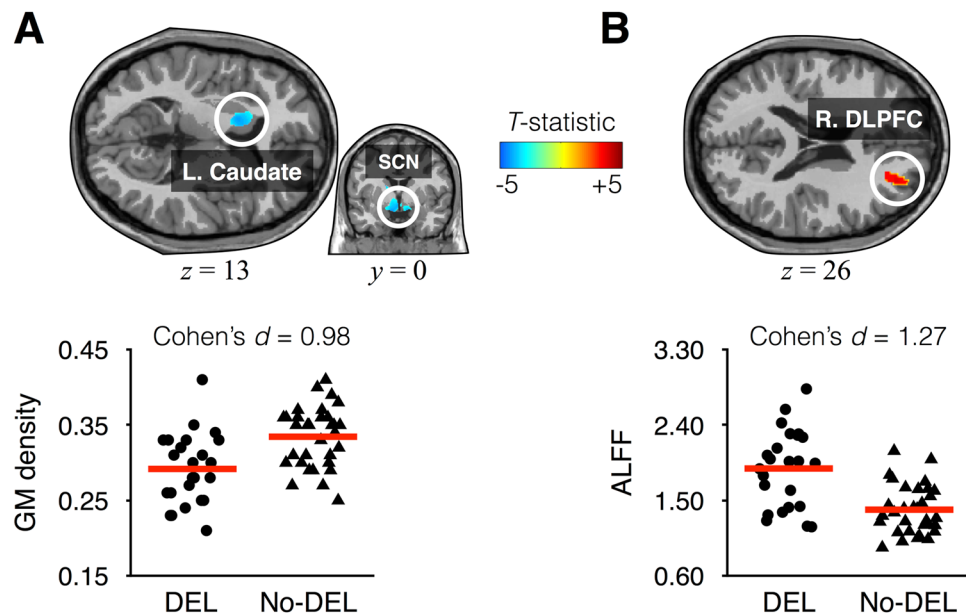 A
B
L. Caudate
SCN
T-statistic
-5 +5
R. DLPFC
z = 13
y = 0
z = 26
Cohen's d = 0.98
0.45
0.35
0.25
0.15
GM density
DEL No-DEL
Cohen's d = 1.27
3.30
2.40
1.50
0.60
ALFF
DEL No-DEL